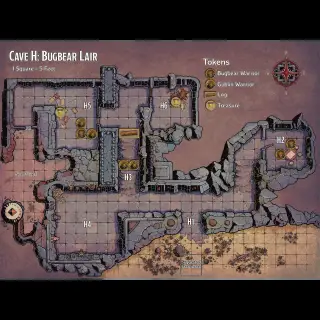 CAVE H: BUGBEAR LAIR
1 Square = 5 Feet
Tokens
Bugbear Warrior
Goblin Warrior
Log
Treasure
H5
H6
H2
H3
H4
H1